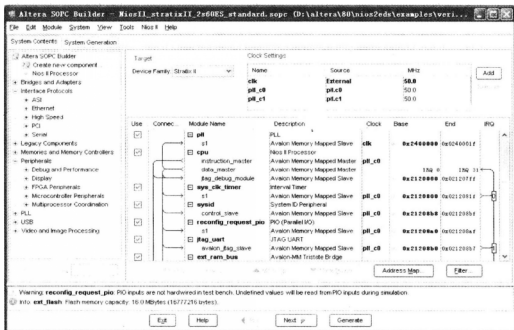 Altera SOPC Builder - NiosII_stratixII_2s60ES_standard.sopc (D:\altera\80\nios2eds\examples\veri...
File Edit Module System View Tools Nios II Help
System Contents System Generation
Altera SOPC Builder
Create new component
Nios II Processor
Bridges and Adapters
Interface Protocols
ASI
Ethernet
High Speed
PCI
Serial
Legacy Components
Memories and Memory Controllers
Peripherals
Debug and Performance
Display
FPGA Peripherals
Microcontroller Peripherals
Multiprocessor Coordination
PLL
USB
Video and Image Processing
Target
Device Family: Stratix II
Clock Settings
Name Source MHz
clk External 50.0
pll_c0 pll.c0 50.0
pll_c1 pll.c1 50.0
Add
Use Connec... Module Name Description Clock Base End IRQ
pll PLL
s1 Avalon Memory Mapped Slave clk
cpu Nios II Processor
instruction_master Avalon Memory Mapped Master pll_c0
data_master Avalon Memory Mapped Master IRQ 0 IRQ 31
jtag_debug_module Avalon Memory Mapped Slave
sys_clk_timer Interval Timer
s1 Avalon Memory Mapped Slave pll_c0
sysid System ID Peripheral
control_slave Avalon Memory Mapped Slave pll_c0
reconfig_request_pio PIO (Parallel I/O)
s1 Avalon Memory Mapped Slave pll_c0
jtag_uart JTAG UART
avalon_jtag_slave Avalon Memory Mapped Slave pll_c0
ext_ram_bus Avalon-MM Tristate Bridge
Address Map... Filter...
Warning: reconfig_request_pio: PIO inputs are not hardwired in test bench. Undefined values will be read from PIO inputs during simulation.
Info: ext_flash: Flash memory capacity: 16.0 MBytes (16777216 bytes).
Exit Help Next Generate